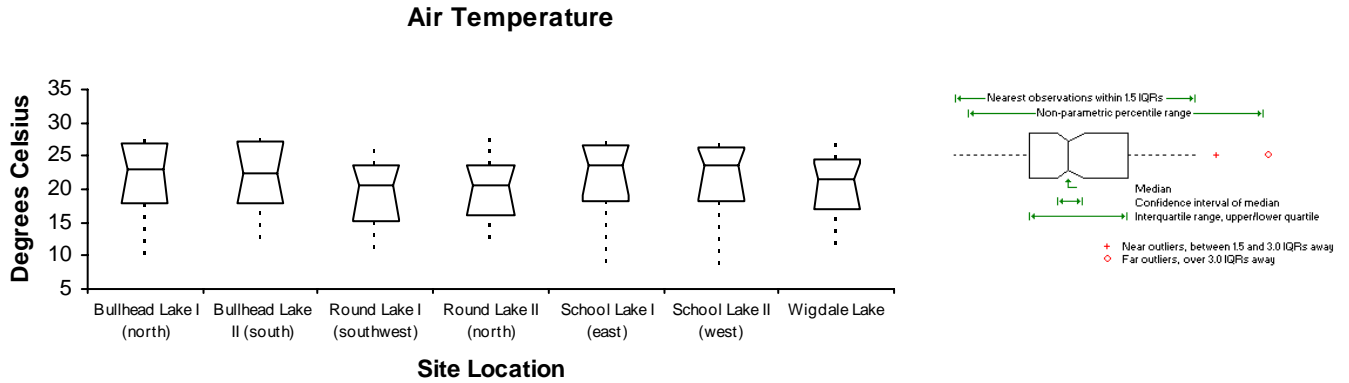 Air Temperature
Degrees Celsius
35
30
25
20
15
10
5
Bullhead Lake I
(north)
Bullhead Lake
II (south)
Round Lake I
(southwest)
Round Lake II
(north)
School Lake I
(east)
School Lake II
(west)
Wigdale Lake
Site Location
Nearest observations within 1.5 IQRs
Non-parametric percentile range
Median
Confidence interval of median
Interquartile range, upper/lower quartile
Near outliers, between 1.5 and 3.0 IQRs away
Far outliers, over 3.0 IQRs away